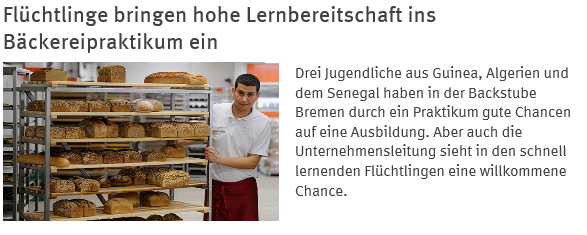 Flüchtlinge bringen hohe Lernbereitschaft ins
Bäckereipraktikum ein
Drei Jugendliche aus Guinea, Algerien und
dem Senegal haben in der Backstube
Bremen durch ein Praktikum gute Chancen
auf eine Ausbildung. Aber auch die
Unternehmensleitung sieht in den schnell
lernenden Flüchtlingen eine willkommene
Chance.